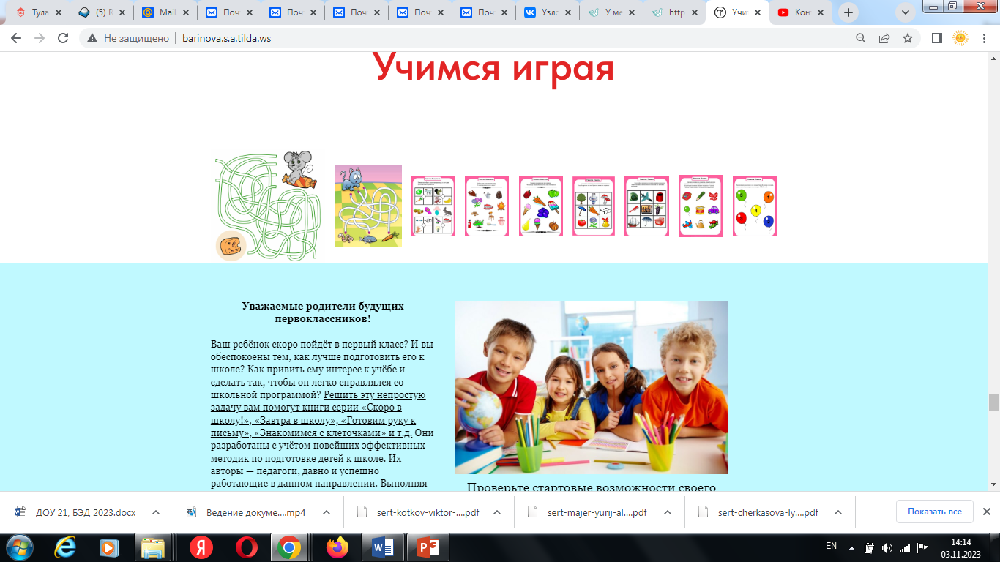 Тула
(5) R
Mail
Поч
Поч
Поч
Поч
Поч
Узло
У ме
http
Учи
Кон
Не защищено | barinova.s.a.tilda.ws
Учимся играя
Уважаемые родители будущих
первоклассников!
Ваш ребёнок скоро пойдёт в первый класс? И вы
обеспокоены тем, как лучше подготовить его к
школе? Как привить ему интерес к учёбе и
сделать так, чтобы он легко справлялся со
школьной программой? Решить эту непростую
задачу вам помогут книги серии «Скоро в
школу!», «Завтра в школу», «Готовим руку к
письму», «Знакомимся с клеточками» и т.д. Они
разработаны с учётом новейших эффективных
методик по подготовке детей к школе. Их
авторы — педагоги, давно и успешно
работающие в данном направлении. Выполняя
Проверьте стартовые возможности своего
ДОУ 21, БЭД 2023.docx
Ведение докуме....mp4
sert-kotkov-viktor-....pdf
sert-majer-yurij-al....pdf
sert-cherkasova-ly....pdf
Показать все
EN
14:14
03.11.2023